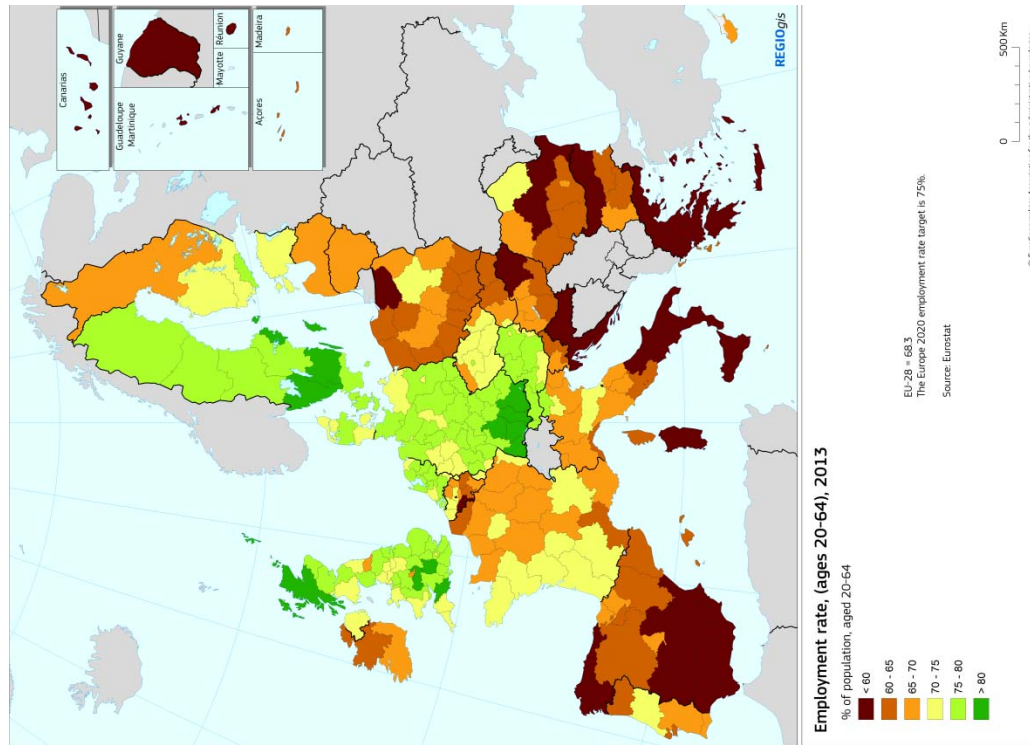 Canarias
Guadeloupe
Martinique
Guyane
Mayotte
Réunion
Açores
Madeira
REGIOgis
Employment rate, (ages 20-64), 2013
% of population, aged 20-64
< 60
60 - 65
65 - 70
70 - 75
75 - 80
> 80
EU-28 = 68.3
The Europe 2020 employment rate target is 75%.
Source: Eurostat
0 500 Km